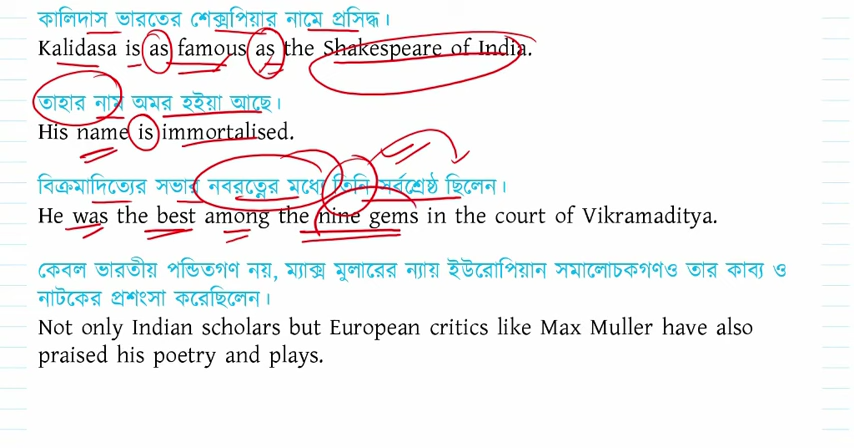 কালিদাস ভারতের শেক্সপিয়ার নামে প্রসিদ্ধ।
Kalidasa is as famous as the Shakespeare of India.
তাহার নাম অমর হইয়া আছে।
His name is immortalised.
বিক্রমাদিত্যের সভার নবরত্নের মধ্যে তিনি সর্বশ্রেষ্ঠ ছিলেন।
He was the best among the nine gems in the court of Vikramaditya.
কেবল ভারতীয় পন্ডিতগণ নয়, ম্যাক্স মুলারের ন্যায় ইউরোপিয়ান সমালোচকগণও তার কাব্য ও
নাটকের প্রশংসা করেছিলেন।
Not only Indian scholars but European critics like Max Muller have also
praised his poetry and plays.